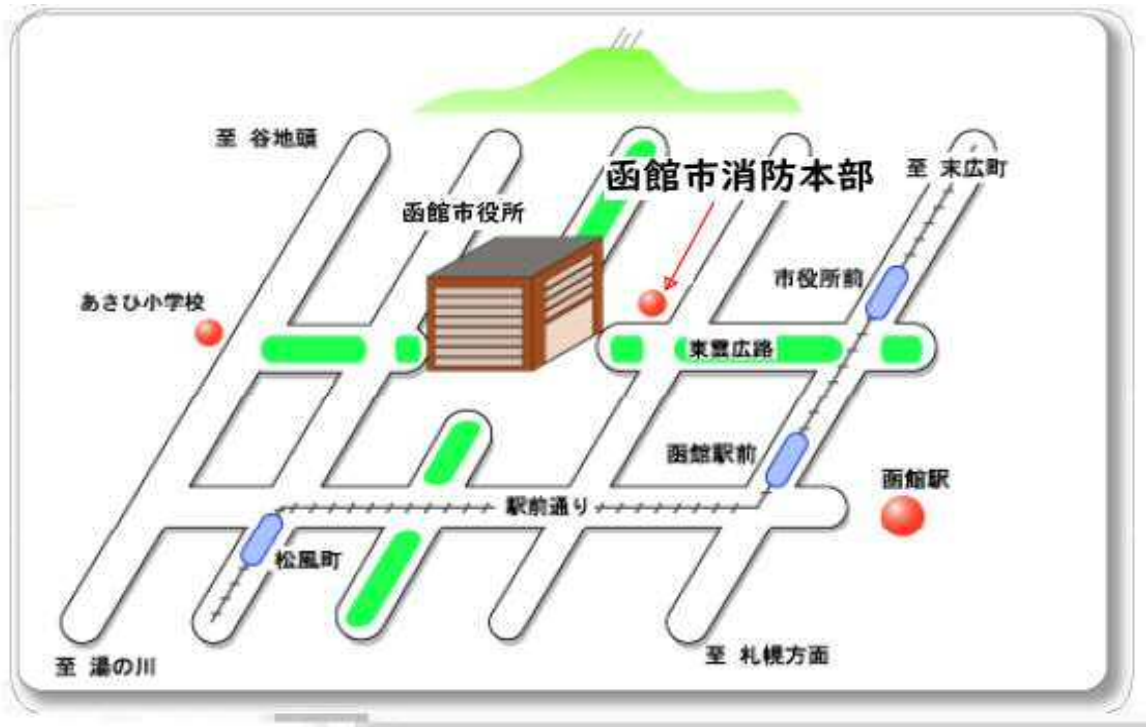 至 谷地頭
函館市消防本部
至 末広町
函館市役所
市役所前
あさひ小学校
東雲広路
函館駅前
函館駅
駅前通り
松風町
至 湯の川
至 札幌方面